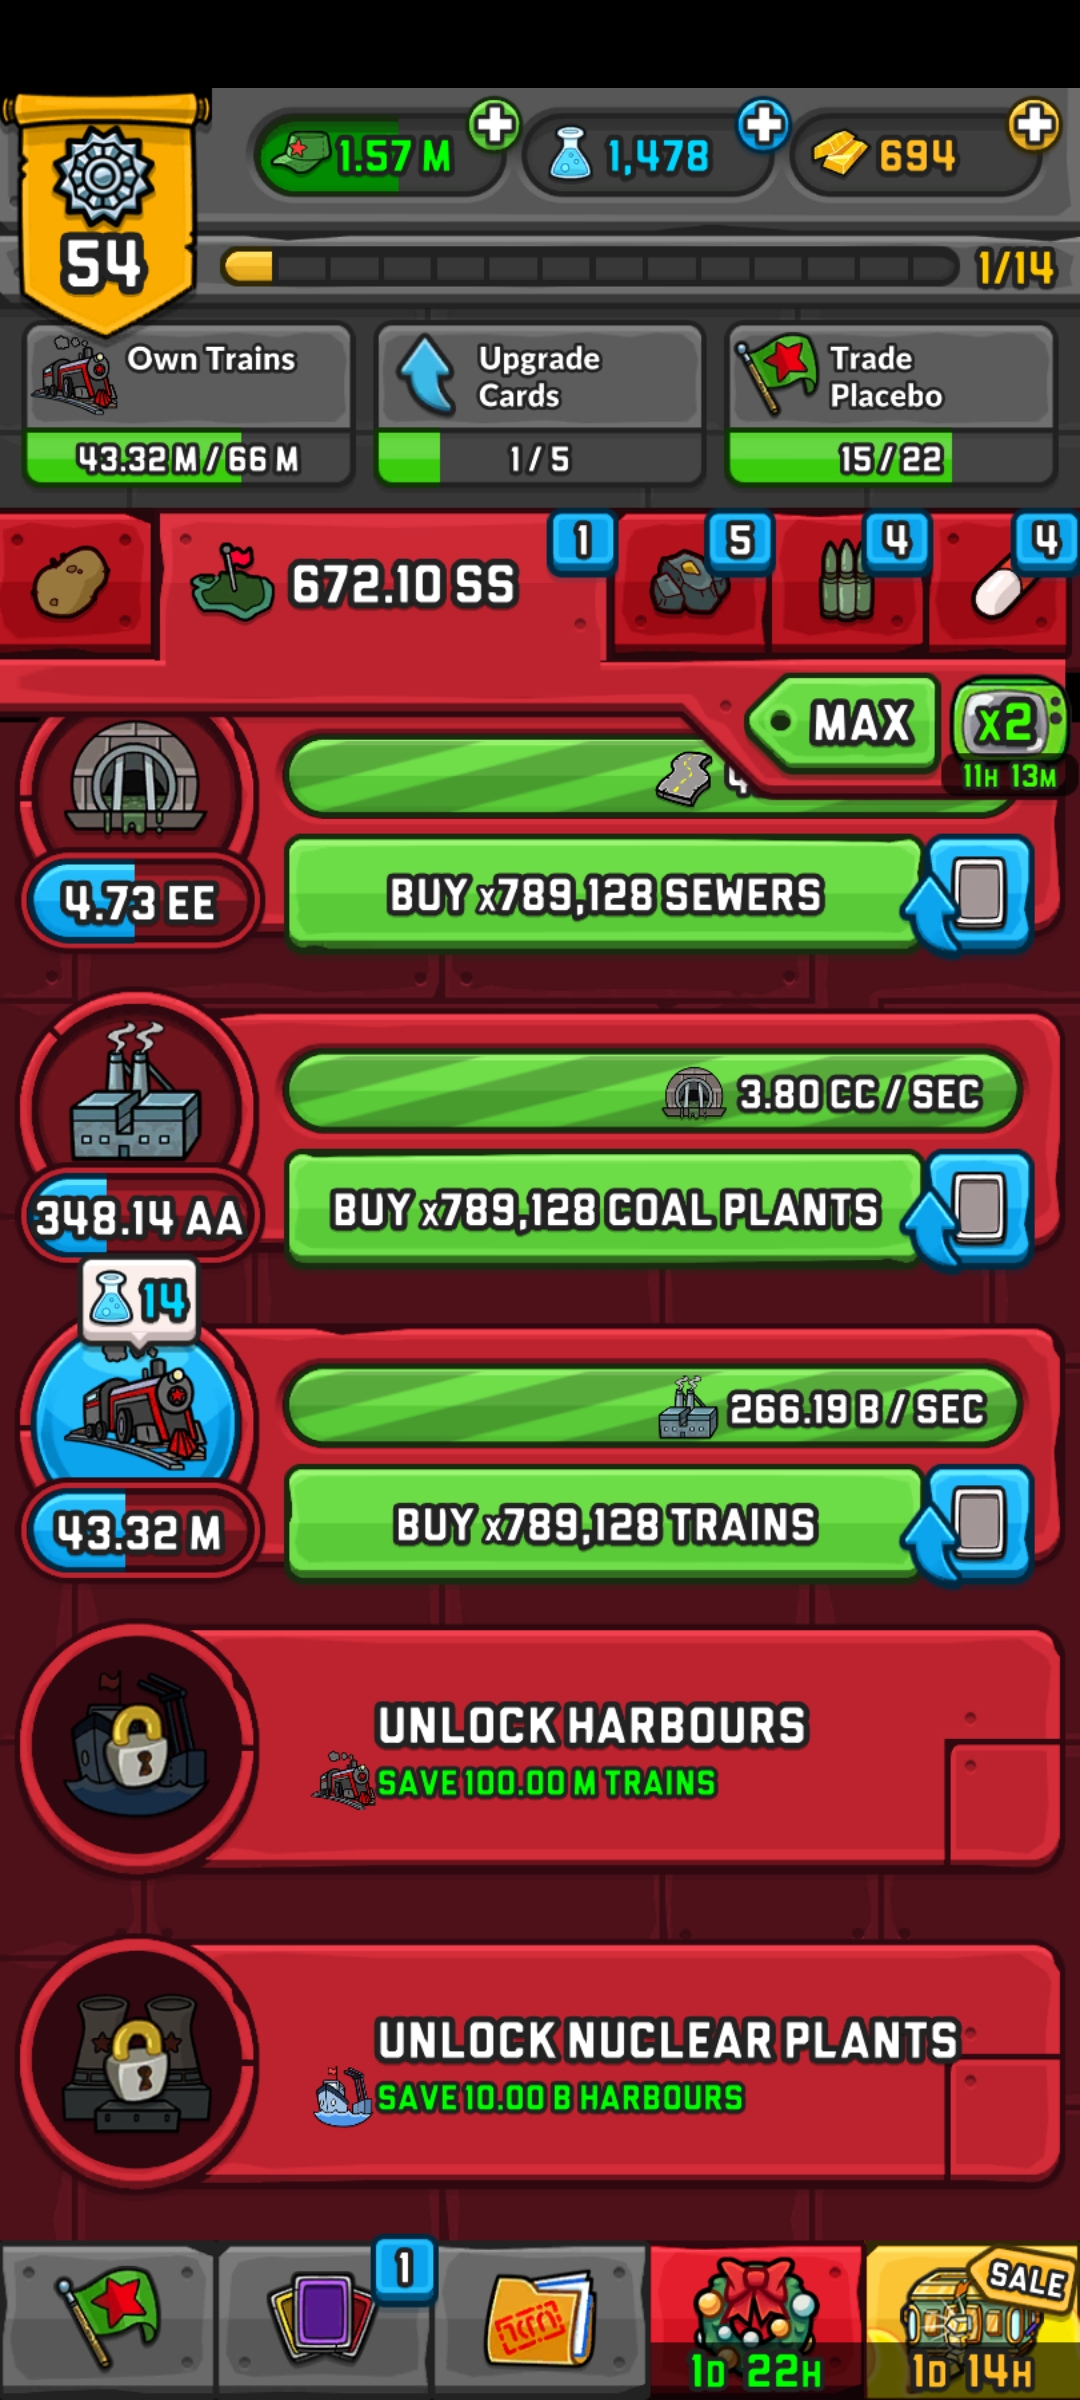 54
1.57 M
1,478
694
1/14
Own Trains
43.32 M / 66 M
Upgrade
Cards
1 / 5
Trade
Placebo
15 / 22
672.10 SS
1
5
4
4
MAX
x2
11H 13M
4.73 EE
BUY x789,128 SEWERS
3.80 CC / SEC
348.14 AA
BUY x789,128 COAL PLANTS
14
266.19 B / SEC
43.32 M
BUY x789,128 TRAINS
UNLOCK HARBOURS
SAVE 100.00 M TRAINS
UNLOCK NUCLEAR PLANTS
SAVE 10.00 B HARBOURS
1
1D 22H
SALE
1D 14H